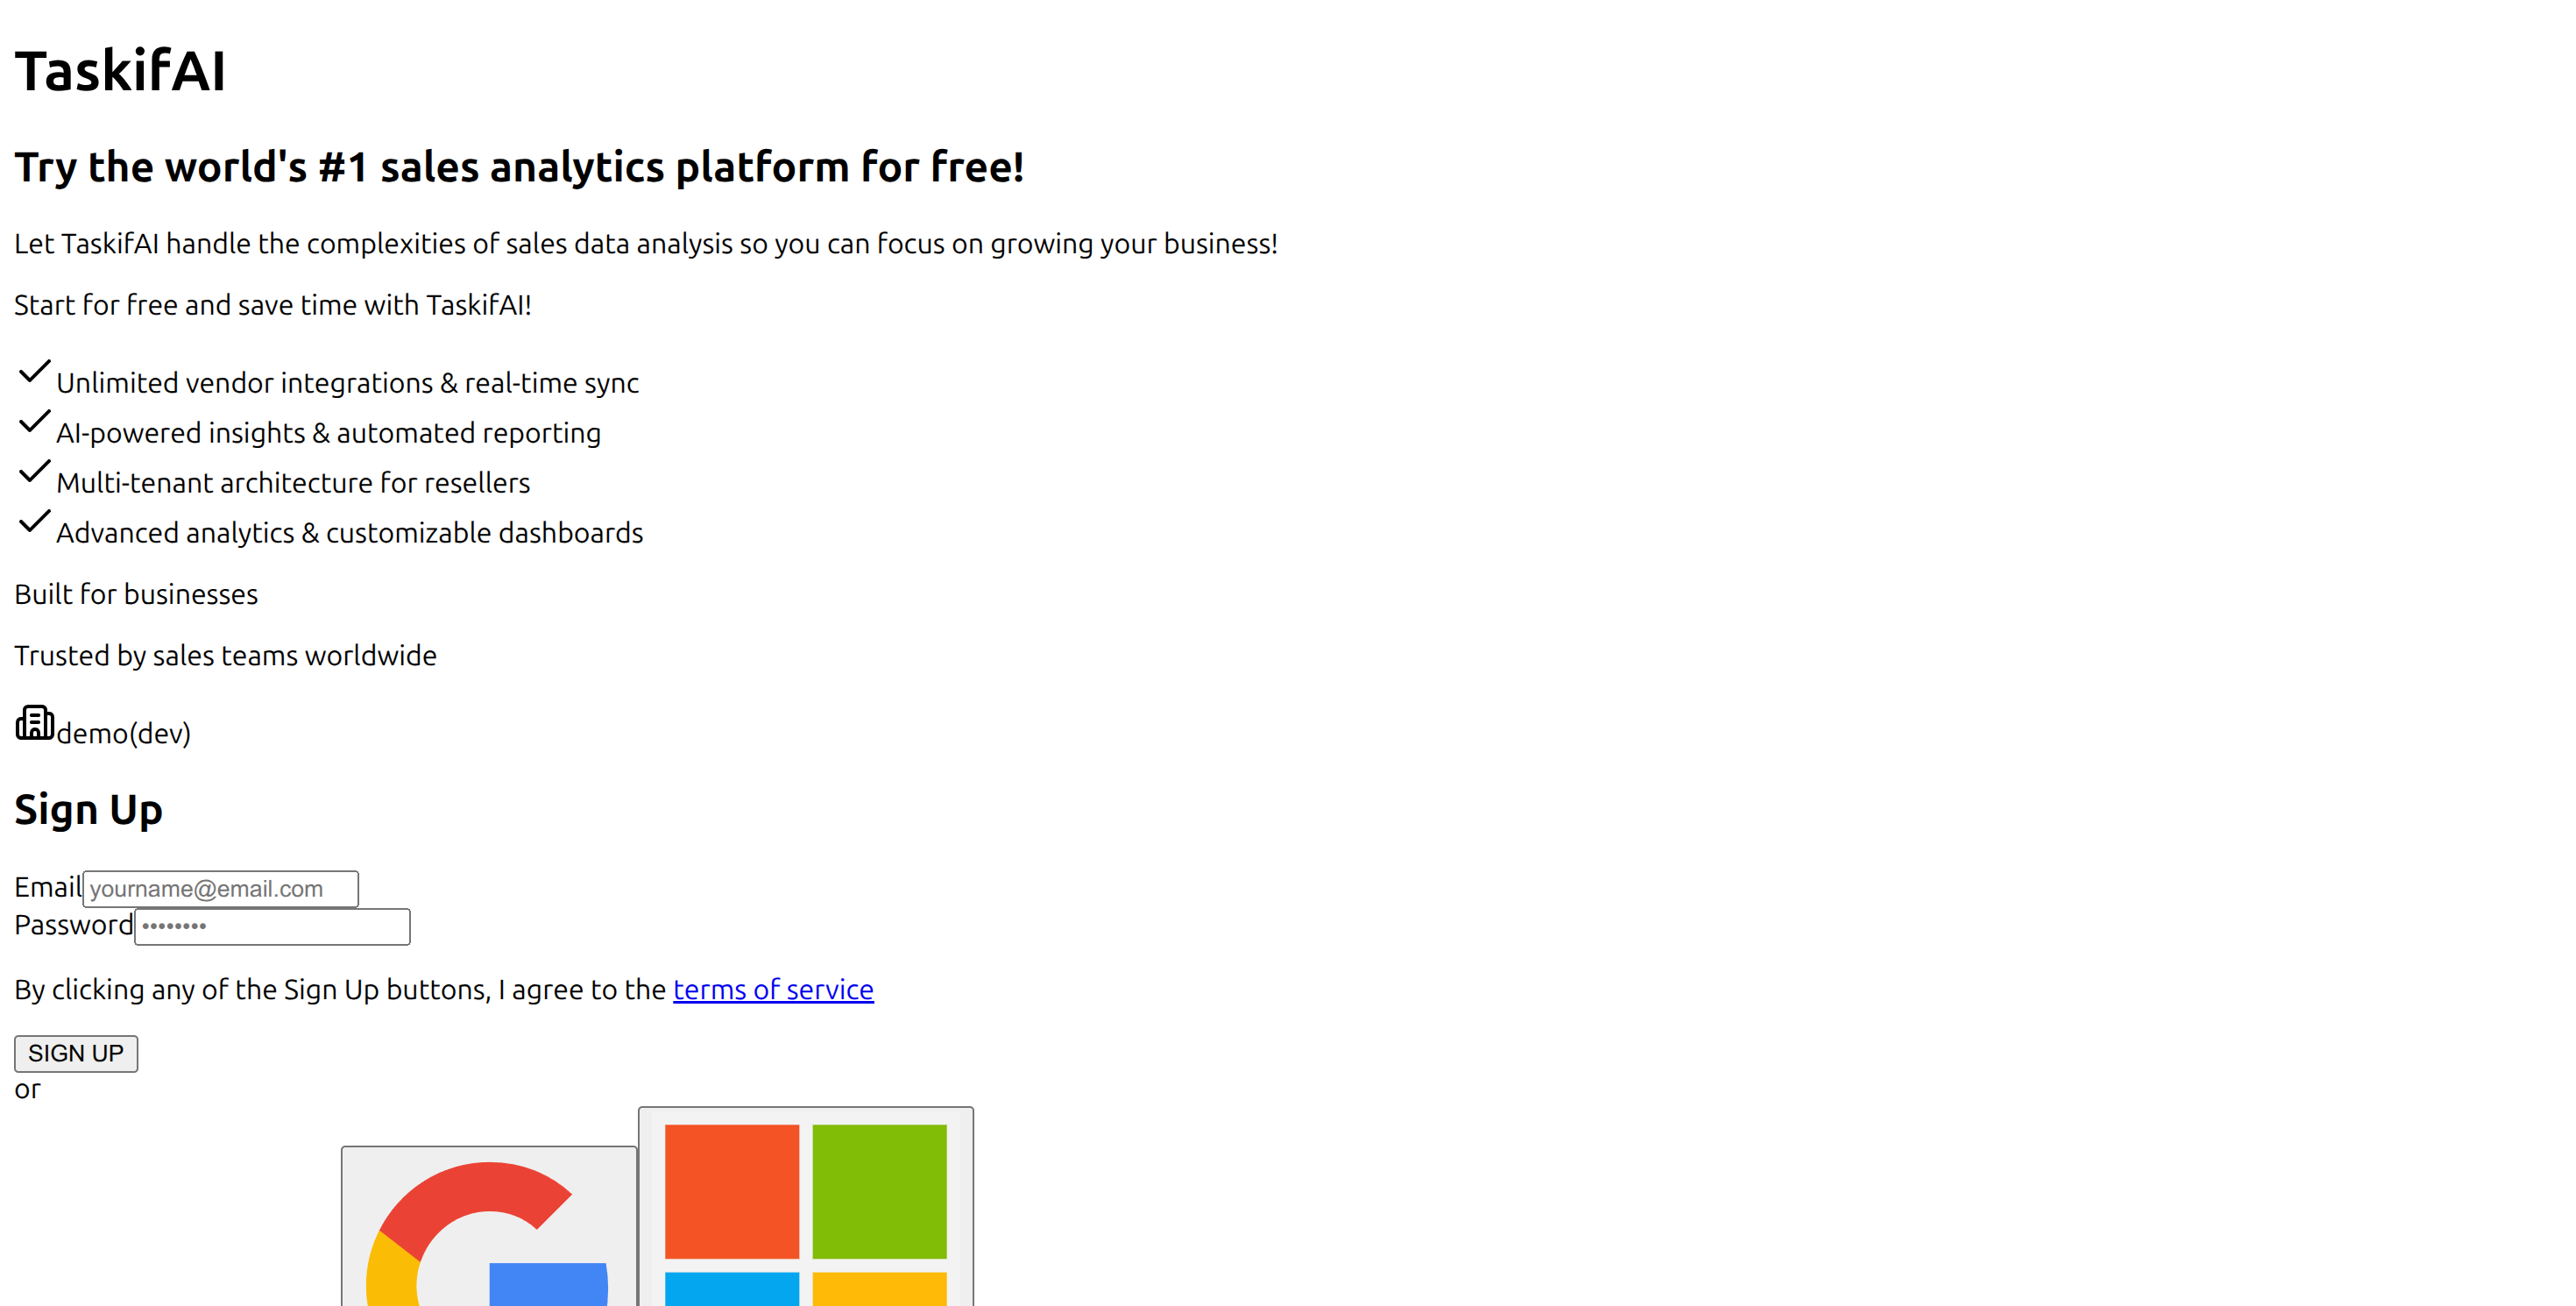 TaskifAI
Try the world's #1 sales analytics platform for free!
Let TaskifAI handle the complexities of sales data analysis so you can focus on growing your business!
Start for free and save time with TaskifAI!
Unlimited vendor integrations & real-time sync
AI-powered insights & automated reporting
Multi-tenant architecture for resellers
Advanced analytics & customizable dashboards
Built for businesses
Trusted by sales teams worldwide
demo(dev)
Sign Up
Email yourname@email.com
Password ••••••••
By clicking any of the Sign Up buttons, I agree to the terms of service
SIGN UP
or